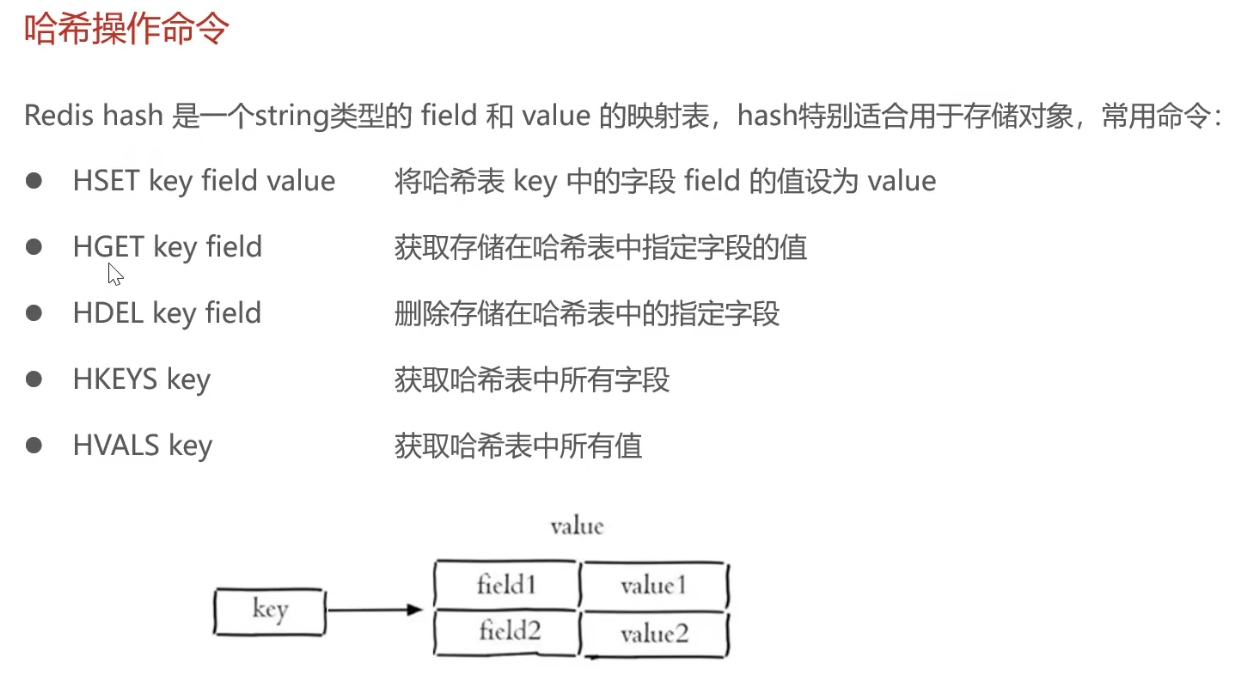 哈希操作命令
Redis hash 是一个string类型的 field 和 value 的映射表，hash特别适合用于存储对象，常用命令：
● HSET key field value 将哈希表 key 中的字段 field 的值设为 value
● HGET key field 获取存储在哈希表中指定字段的值
● HDEL key field 删除存储在哈希表中的指定字段
● HKEYS key 获取哈希表中所有字段
● HVALS key 获取哈希表中所有值
value
field1 value1
key
field2 value2